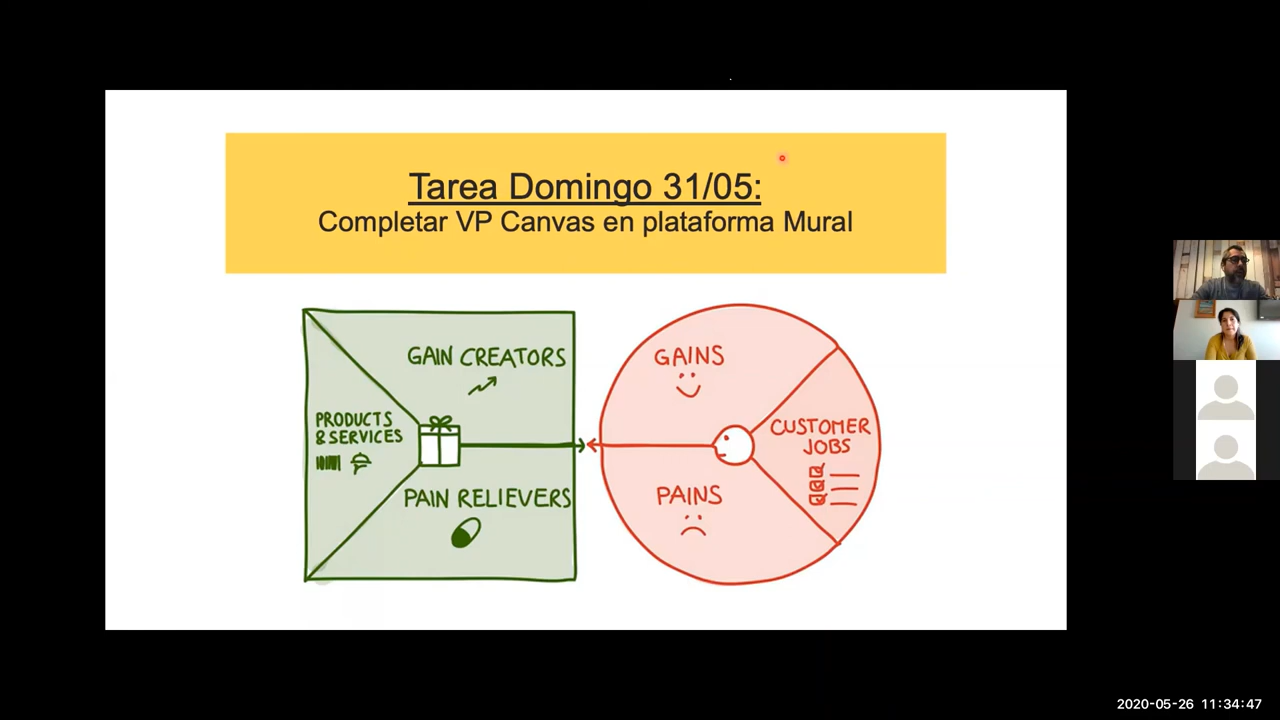 Tarea Domingo 31/05:
Completar VP Canvas en plataforma Mural
GAIN CREATORS
PRODUCTS
& SERVICES
PAIN RELIEVERS
GAINS
CUSTOMER
JOBS
PAINS
2020-05-26 11:34:47